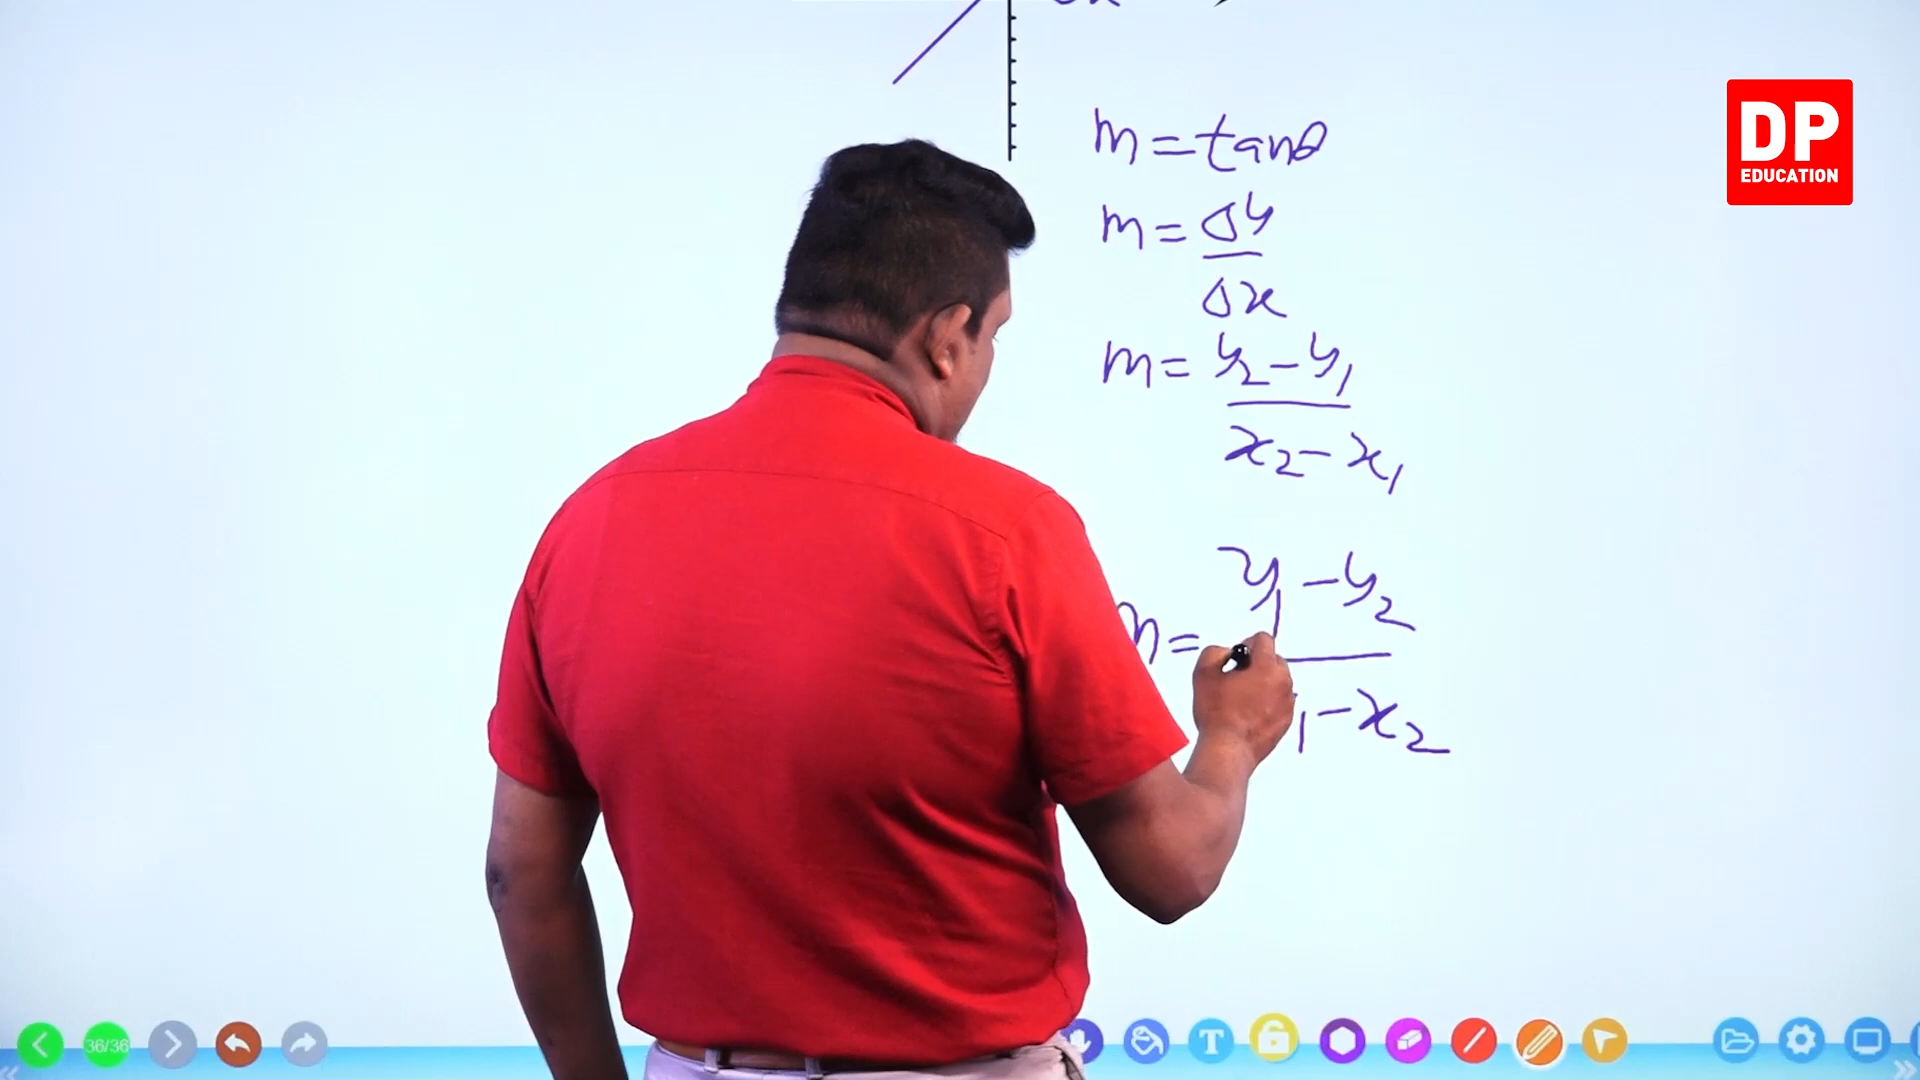 DP
EDUCATION
m = tanθ
m = Δy
Δx
m = y₂ - y₁
x₂ - x₁
y₁ - y₂
m =
₁ - x₂
36/36
T